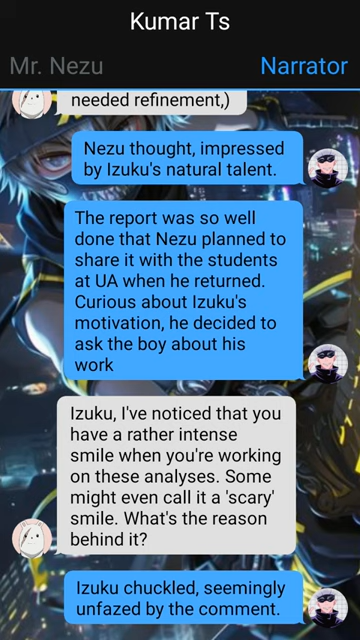 Kumar Ts
Mr. Nezu
Narrator
needed refinement,)
Nezu thought, impressed
by Izuku's natural talent.
The report was so well
done that Nezu planned to
share it with the students
at UA when he returned.
Curious about Izuku's
motivation, he decided to
ask the boy about his
work
Izuku, I've noticed that you
have a rather intense
smile when you're working
on these analyses. Some
might even call it a 'scary'
smile. What's the reason
behind it?
Izuku chuckled, seemingly
unfazed by the comment.